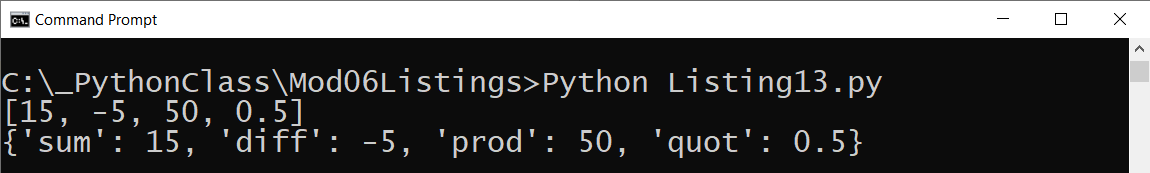 Command Prompt
C:\_PythonClass\Mod06Listings>Python Listing13.py
[15, -5, 50, 0.5]
{'sum': 15, 'diff': -5, 'prod': 50, 'quot': 0.5}